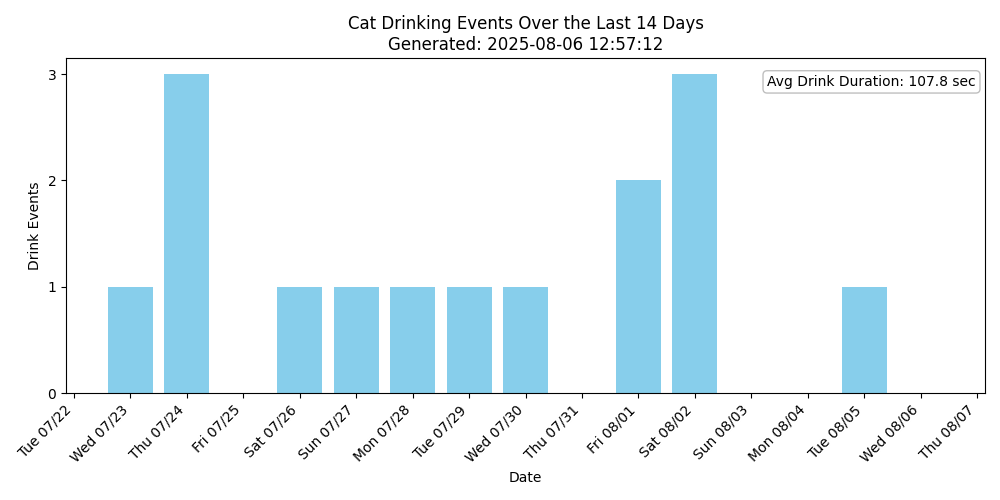 Cat Drinking Events Over the Last 14 Days
Generated: 2025-08-06 12:57:12
Avg Drink Duration: 107.8 sec
Drink Events
3
2
1
0
Tue 07/22
Wed 07/23
Thu 07/24
Fri 07/25
Sat 07/26
Sun 07/27
Mon 07/28
Tue 07/29
Wed 07/30
Thu 07/31
Fri 08/01
Sat 08/02
Sun 08/03
Mon 08/04
Tue 08/05
Wed 08/06
Thu 08/07
Date